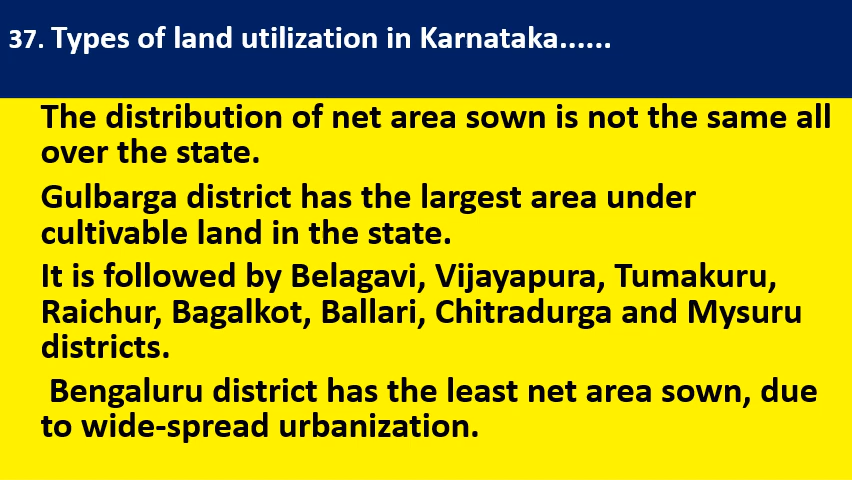 37. Types of land utilization in Karnataka......
The distribution of net area sown is not the same all
over the state.
Gulbarga district has the largest area under
cultivable land in the state.
It is followed by Belagavi, Vijayapura, Tumakuru,
Raichur, Bagalkot, Ballari, Chitradurga and Mysuru
districts.
Bengaluru district has the least net area sown, due
to wide-spread urbanization.